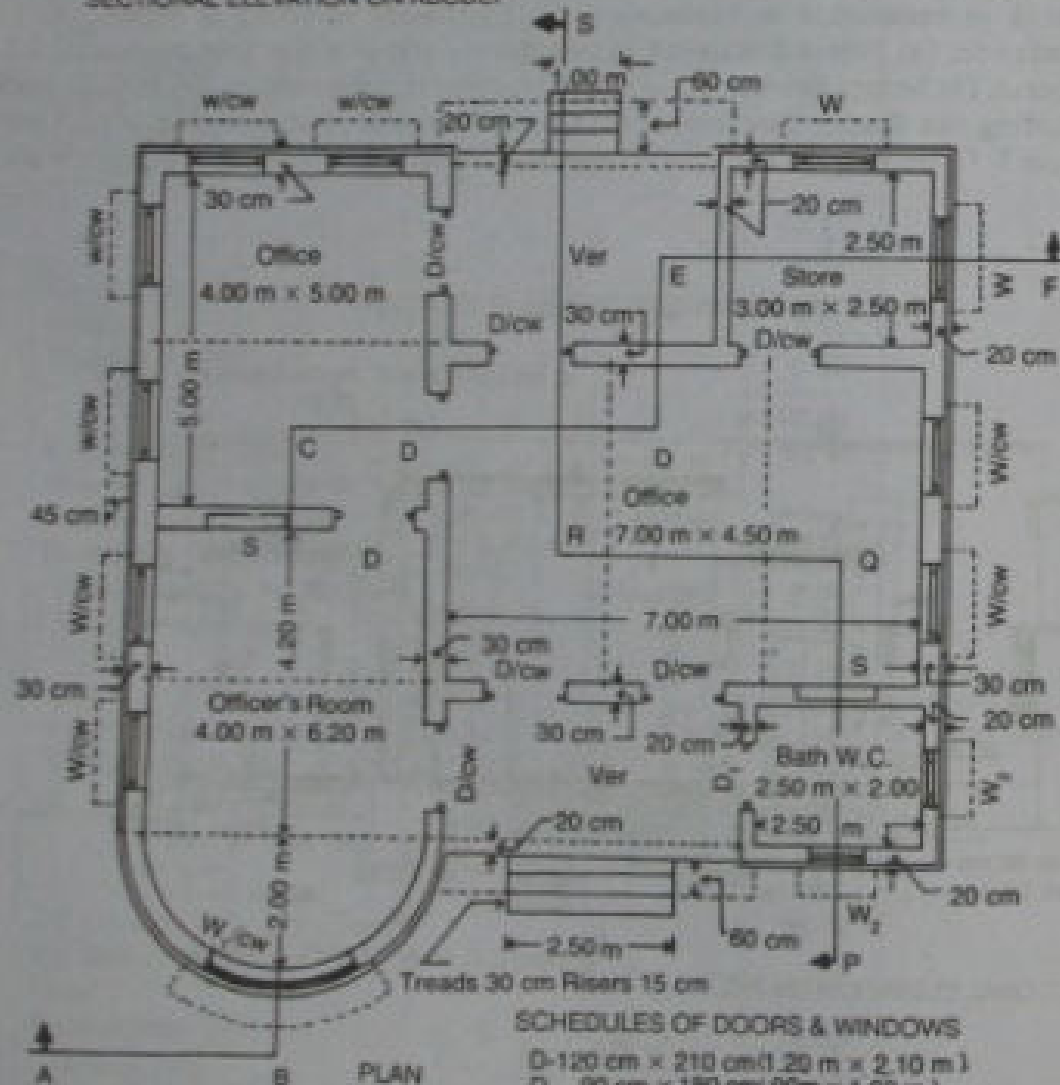 S
1.00 m
60 cm
w/cw
w/cw
W
20 cm
30 cm
20 cm
w/cw
D/cw
2.50 m
Office
4.00 m × 5.00 m
Ver
E
Store
3.00 m × 2.50 m
W
F
D/cw
30 cm
D/cw
20 cm
5.00 m
w/cw
C
D
D
W/cw
Office
7.00 m × 4.50 m
45 cm
S
D
R
Q
W/cw
4.20 m
7.00 m
W/cw
30 cm
D/cw
D/cw
S
30 cm
30 cm
20 cm
Officer's Room
4.00 m × 6.20 m
30 cm
20 cm
Bath W.C.
2.50 m × 2.00
W/cw
D/cw
Ver
D1
W2
20 cm
2.50 m
2.00 m
20 cm
W1/cw
W2
2.50 m
60 cm
P
Treads 30 cm Risers 15 cm
SCHEDULES OF DOORS & WINDOWS
A
B
PLAN
D-120 cm × 210 cm(1.20 m × 2.10 m)